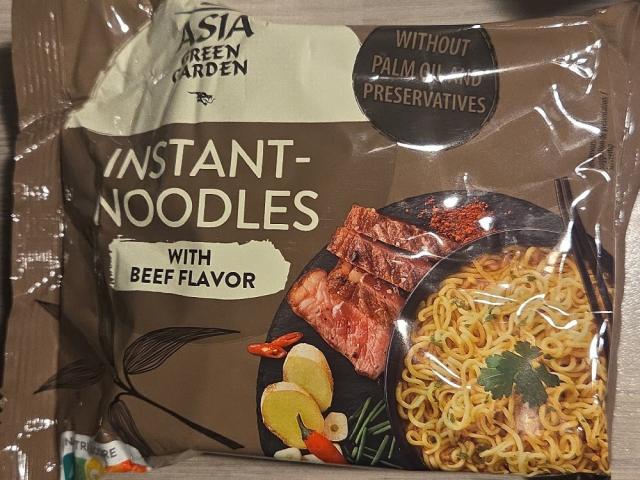 ASIA
GREEN
GARDEN
WITHOUT
PALM OIL AND
PRESERVATIVES
INSTANT-
NOODLES
WITH
BEEF FLAVOR